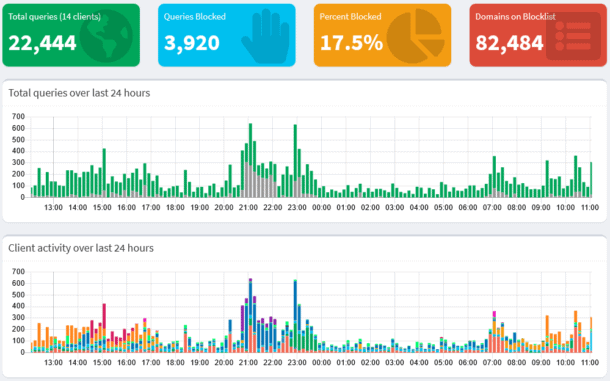 Total queries (14 clients)
22,444
Queries Blocked
3,920
Percent Blocked
17.5%
Domains on Blocklist
82,484
Total queries over last 24 hours
700
600
500
400
300
200
100
0
13:00 14:00 15:00 16:00 17:00 18:00 19:00 20:00 21:00 22:00 23:00 00:00 01:00 02:00 03:00 04:00 05:00 06:00 07:00 08:00 09:00 10:00 11:00
Client activity over last 24 hours
700
600
500
400
300
200
100
0
13:00 14:00 15:00 16:00 17:00 18:00 19:00 20:00 21:00 22:00 23:00 00:00 01:00 02:00 03:00 04:00 05:00 06:00 07:00 08:00 09:00 10:00 11:00